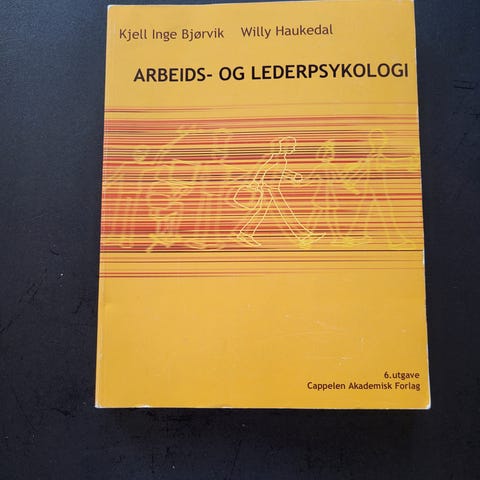 Kjell Inge Bjørvik Willy Haukedal
ARBEIDS- OG LEDERPSYKOLOGI
6.utgave
Cappelen Akademisk Forlag